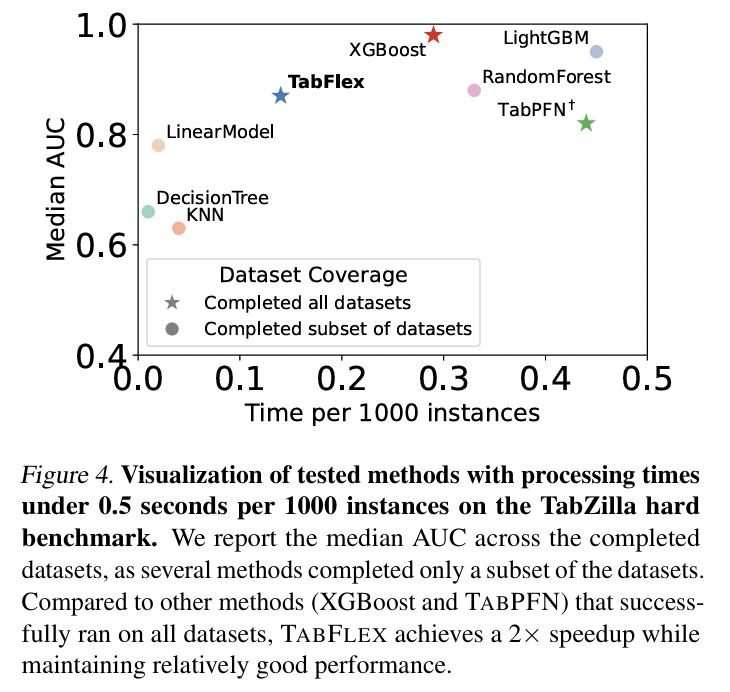 1.0
LightGBM
XGBoost
RandomForest
TabFlex
TabPFN†
0.8
LinearModel
Median AUC
DecisionTree
KNN
0.6
Dataset Coverage
Completed all datasets
Completed subset of datasets
0.4
0.0 0.1 0.2 0.3 0.4 0.5
Time per 1000 instances
Figure 4. Visualization of tested methods with processing times
under 0.5 seconds per 1000 instances on the TabZilla hard
benchmark. We report the median AUC across the completed
datasets, as several methods completed only a subset of the datasets.
Compared to other methods (XGBoost and TABPFN) that success-
fully ran on all datasets, TABFLEX achieves a 2× speedup while
maintaining relatively good performance.